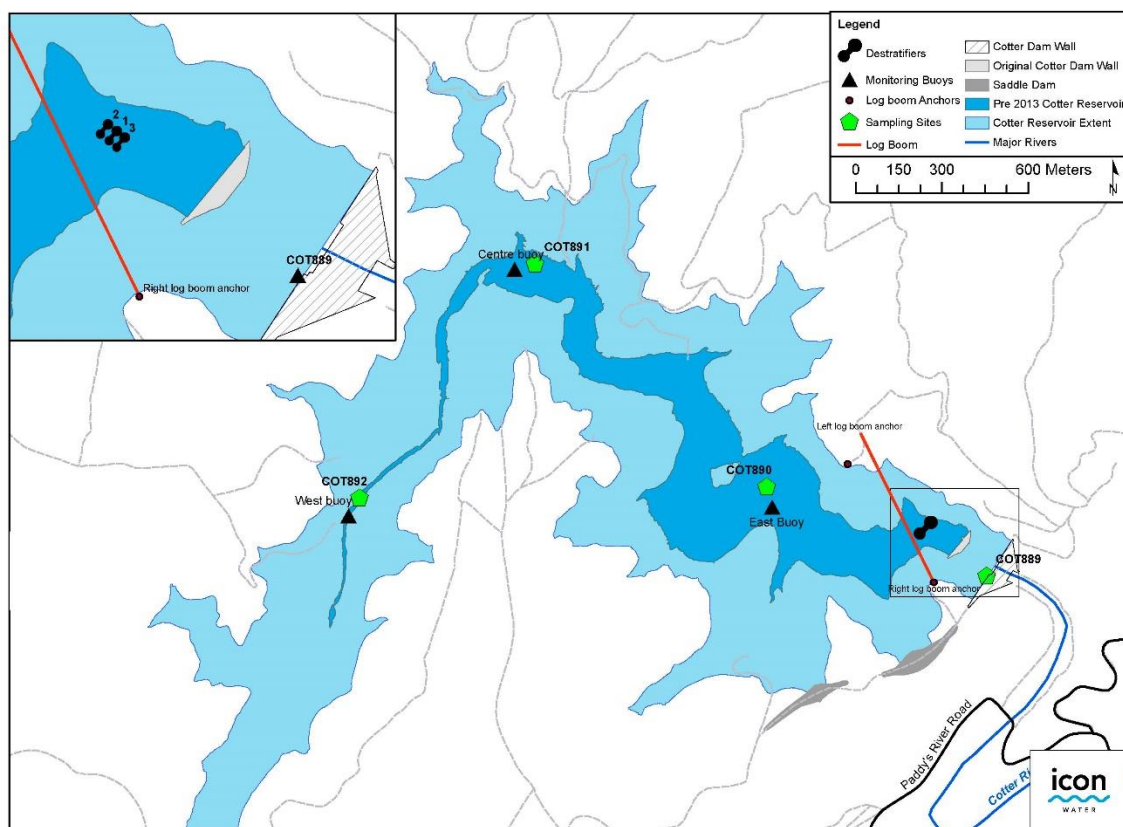 2
1
3
COT889
Right log boom anchor
Legend
Destratifiers
Monitoring Buoys
Log boom Anchors
Sampling Sites
Log Boom
Cotter Dam Wall
Original Cotter Dam Wall
Saddle Dam
Pre 2013 Cotter Reservoir
Cotter Reservoir Extent
Major Rivers
0 150 300 600 Meters
N
COT891
Centre buoy
Left log boom anchor
COT890
East Buoy
COT892
West buoy
COT889
Right log boom anchor
Paddy's River Road
Cotter
icon
WATER